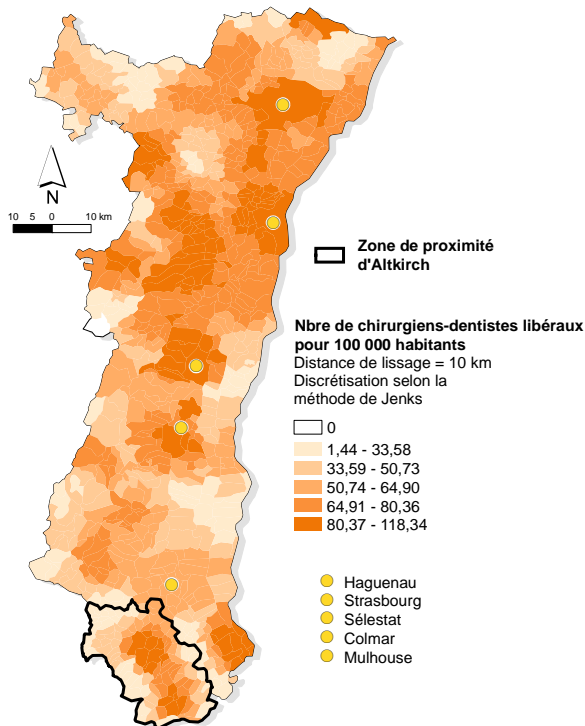 N
10 5 0 10 km
Zone de proximité
d'Altkirch
Nbre de chirurgiens-dentistes libéraux
pour 100 000 habitants
Distance de lissage = 10 km
Discrétisation selon la
méthode de Jenks
0
1,44 - 33,58
33,59 - 50,73
50,74 - 64,90
64,91 - 80,36
80,37 - 118,34
Haguenau
Strasbourg
Sélestat
Colmar
Mulhouse